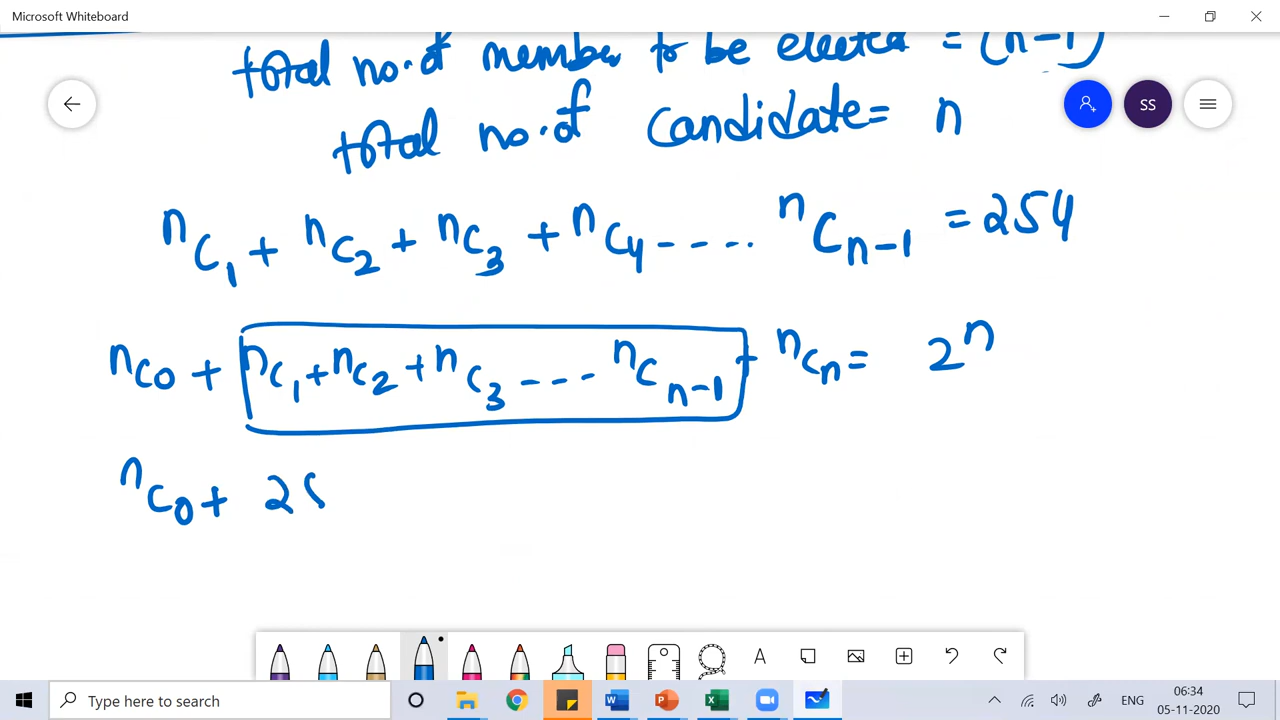 Microsoft Whiteboard
total no. of member to be elected = (n-1)
total no. of candidate = n
SS
ⁿC₁ + ⁿC₂ + ⁿC₃ + ⁿC₄ ---- ⁿCₙ₋₁ = 254
ⁿC₀ + ⁿC₁ + ⁿC₂ + ⁿC₃ ---- ⁿCₙ₋₁ + ⁿCₙ = 2ⁿ
ⁿC₀ + 25
A
Type here to search
ENG
06:34
05-11-2020